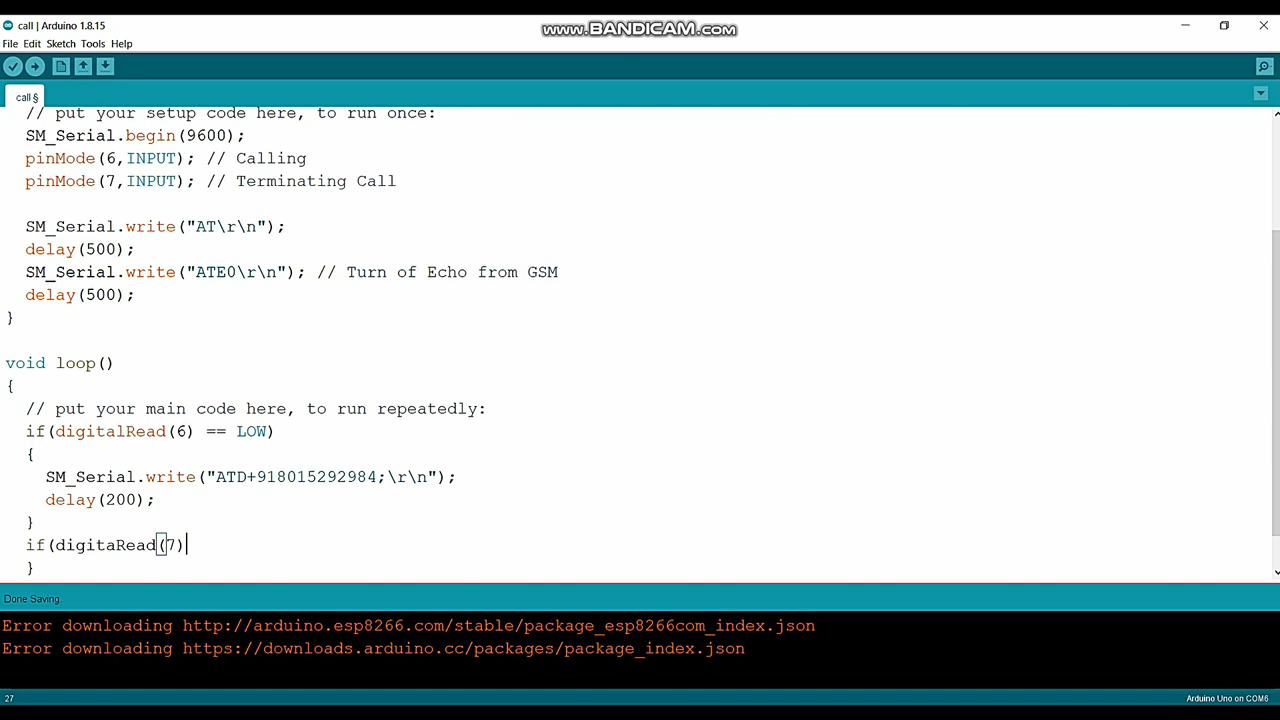 call | Arduino 1.8.15
www.BANDICAM.com
File Edit Sketch Tools Help
call §
// put your setup code here, to run once:
SM_Serial.begin(9600);
pinMode(6,INPUT); // Calling
pinMode(7,INPUT); // Terminating Call
SM_Serial.write("AT\r\n");
delay(500);
SM_Serial.write("ATE0\r\n"); // Turn of Echo from GSM
delay(500);
}
void loop()
{
// put your main code here, to run repeatedly:
if(digitalRead(6) == LOW)
{
SM_Serial.write("ATD+918015292984;\r\n");
delay(200);
}
if(digitaRead(7)
}
Done Saving.
Error downloading http://arduino.esp8266.com/stable/package_esp8266com_index.json
Error downloading https://downloads.arduino.cc/packages/package_index.json
27
Arduino Uno on COM6